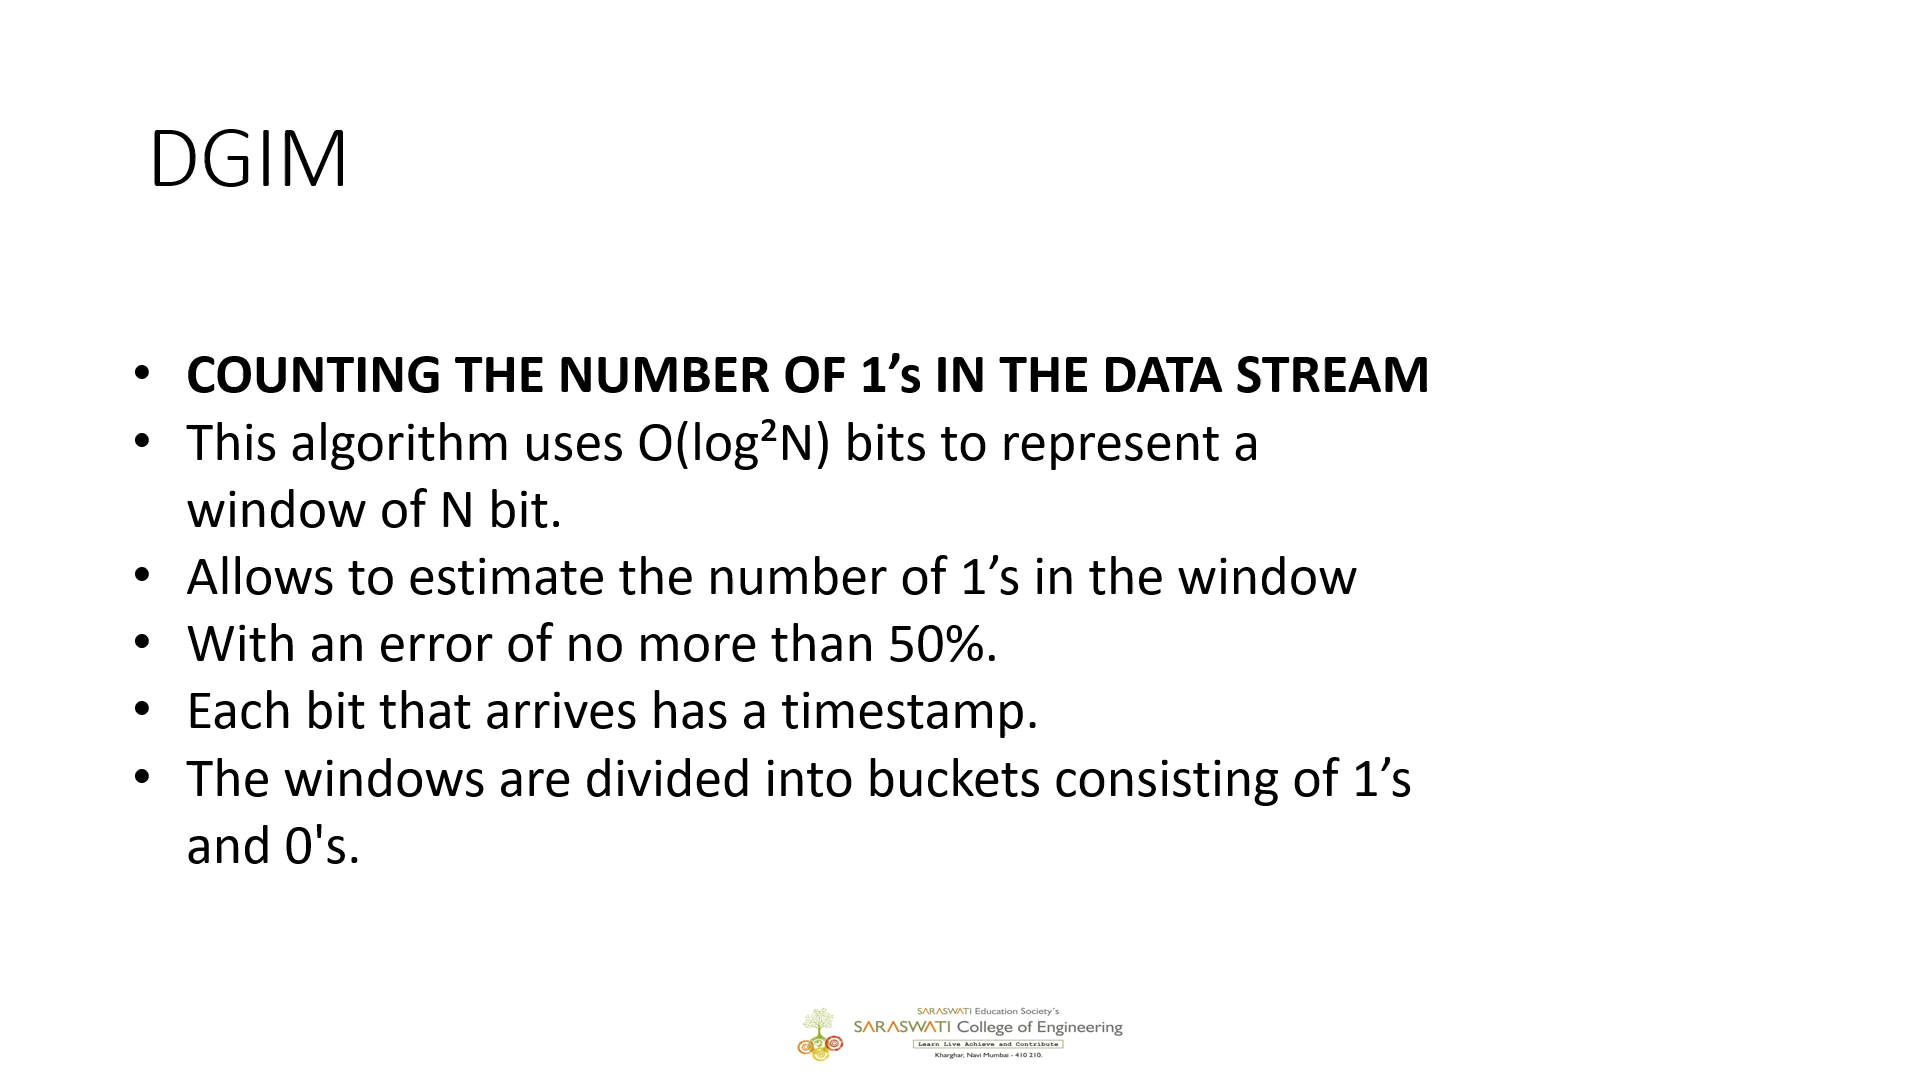 DGIM
• COUNTING THE NUMBER OF 1’s IN THE DATA STREAM
• This algorithm uses O(log²N) bits to represent a
window of N bit.
• Allows to estimate the number of 1’s in the window
• With an error of no more than 50%.
• Each bit that arrives has a timestamp.
• The windows are divided into buckets consisting of 1’s
and 0's.
SARASWATI Education Society's
SARASWATI College of Engineering
Learn Live Achieve and Contribute
Kharghar, Navi Mumbai - 410 210.